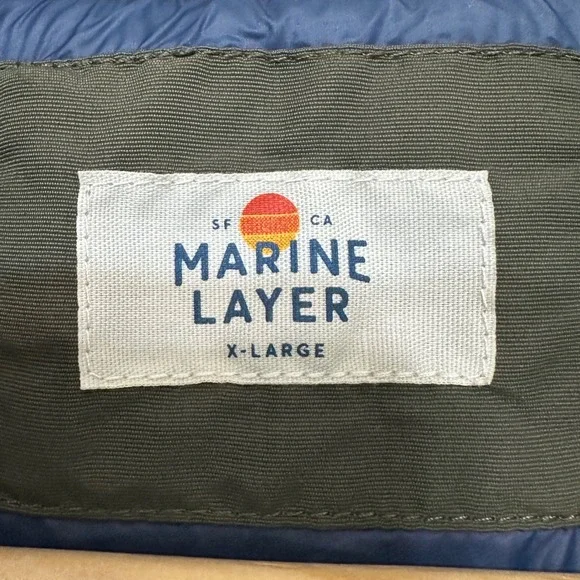 SF CA
MARINE
LAYER
X-LARGE